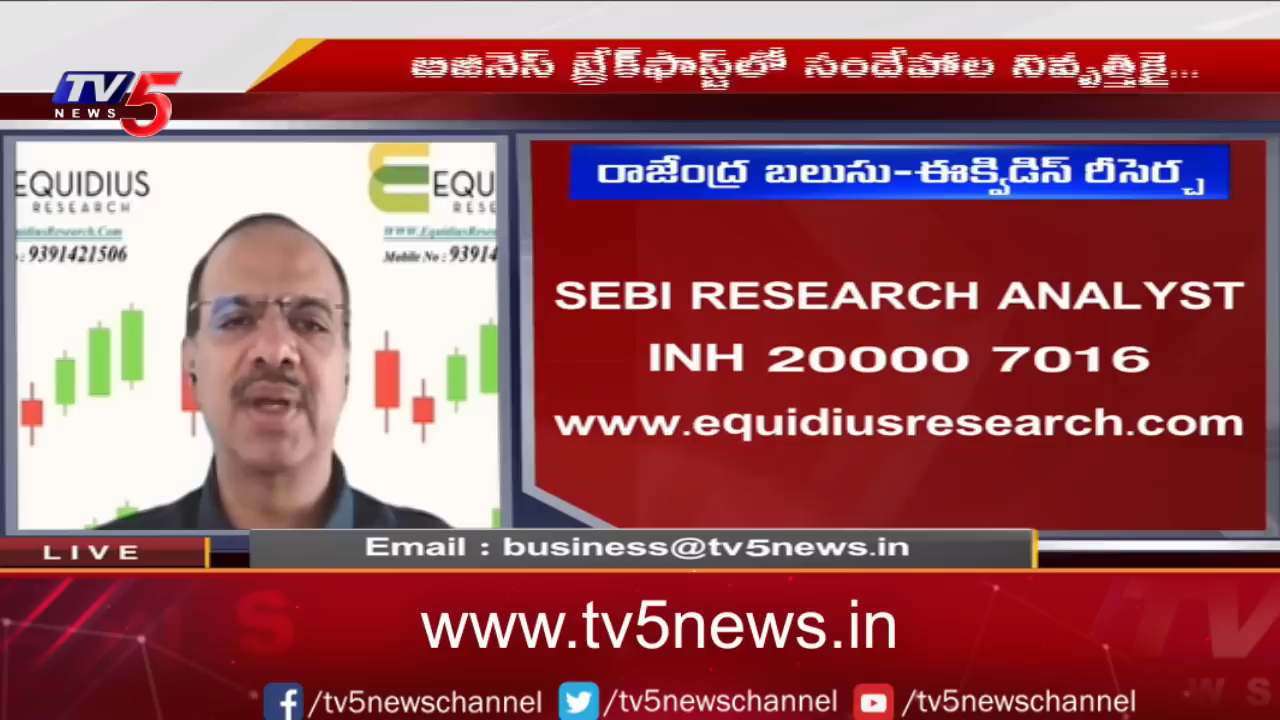 బిజినెస్ బ్రేక్‌ఫాస్ట్‌లో సందేహాల నివృత్తికై...
TV5
NEWS
EQUIDIUS
RESEARCH
EQU
RESE
9391421506
Mobile No : 93914
రాజేంద్ర బలుసు-ఈక్విడిస్ రీసెర్చ్
SEBI RESEARCH ANALYST
INH 20000 7016
www.equidiusresearch.com
LIVE
Email : business@tv5news.in
www.tv5news.in
/tv5newschannel /tv5newschannel /tv5newschannel